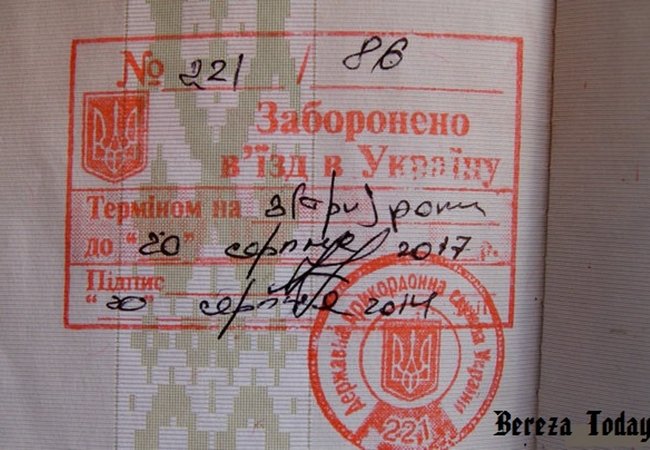 № 221 / 86
Заборонено
в'їзд в Україну
Терміном на 3(три) роки
до "20" серпня 2017 р.
Підпис
"20" серпня 2014
Державна прикордонна служба України
221
Bereza Today